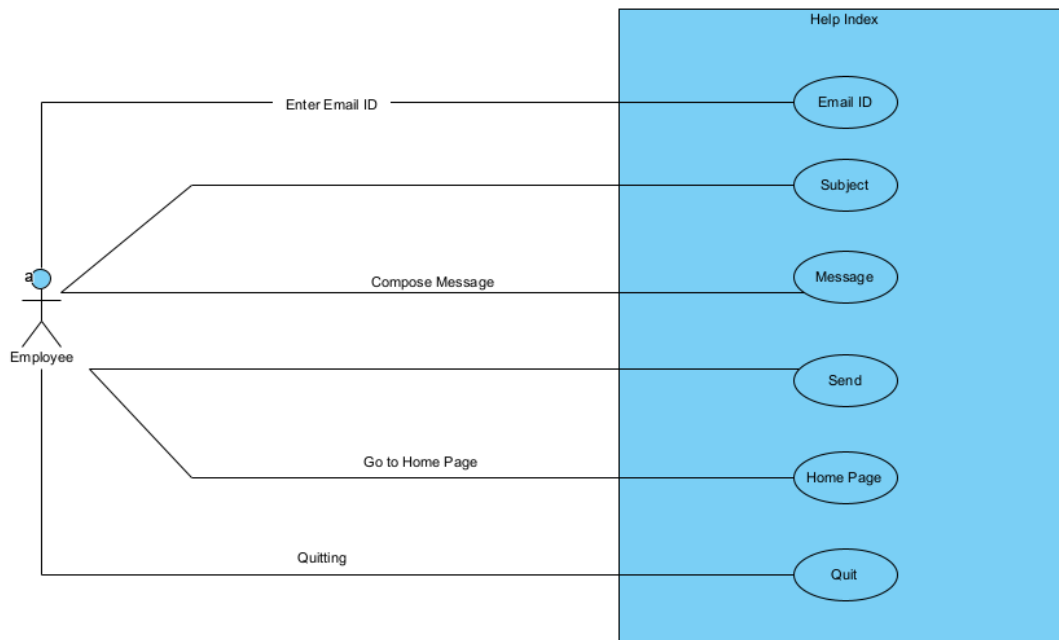 Help Index
Enter Email ID
Email ID
Subject
a
Compose Message
Message
Employee
Send
Go to Home Page
Home Page
Quitting
Quit